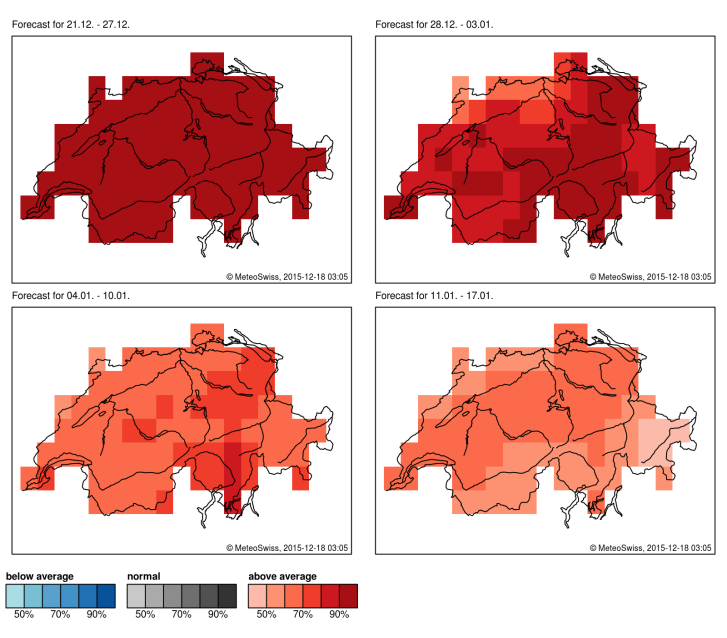 Forecast for 21.12. - 27.12.
Forecast for 28.12. - 03.01.
© MeteoSwiss, 2015-12-18 03:05
© MeteoSwiss, 2015-12-18 03:05
Forecast for 04.01. - 10.01.
Forecast for 11.01. - 17.01.
© MeteoSwiss, 2015-12-18 03:05
© MeteoSwiss, 2015-12-18 03:05
below average
normal
above average
50% 70% 90%
50% 70% 90%
50% 70% 90%